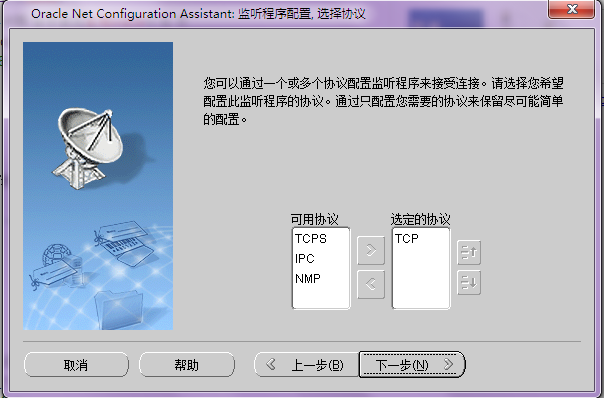 Oracle Net Configuration Assistant: 监听程序配置, 选择协议
您可以通过一个或多个协议配置监听程序来接受连接。请选择您希望
配置此监听程序的协议。通过只配置您需要的协议来保留尽可能简单
的配置。
可用协议 选定的协议
TCPS TCP
IPC
NMP
取消 帮助 上一步(B) 下一步(N)